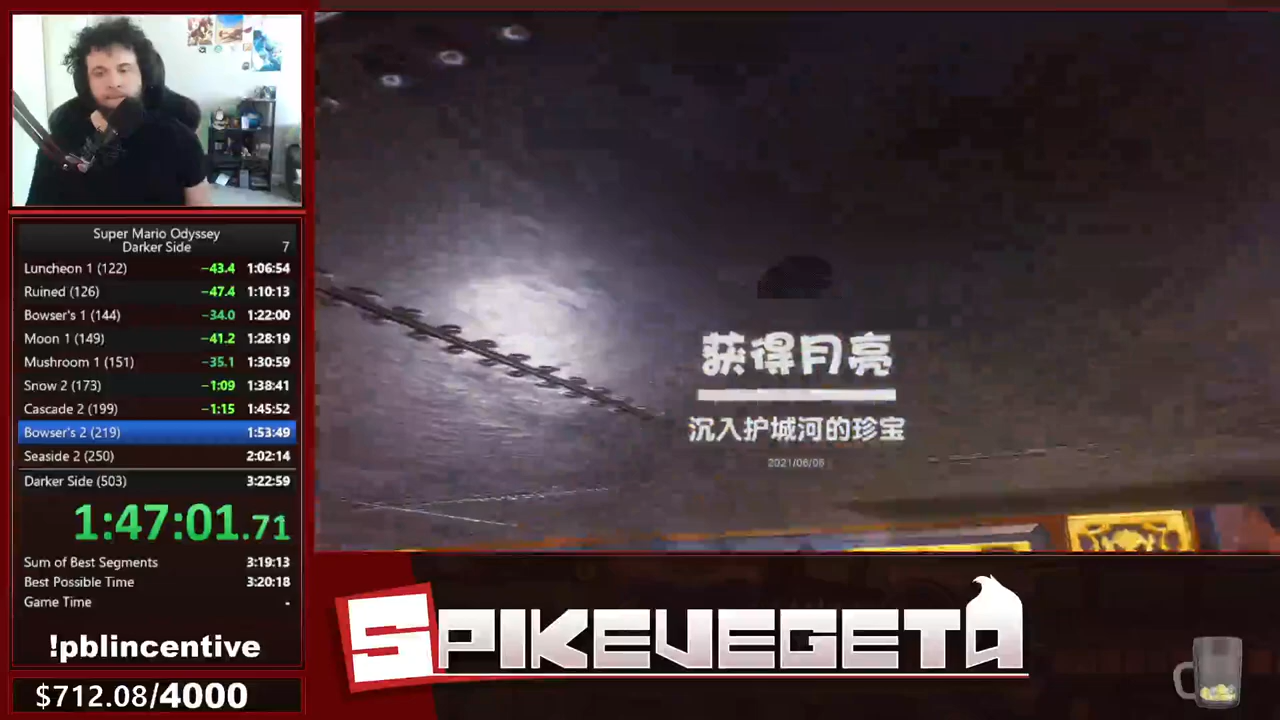 Super Mario Odyssey
Darker Side 7
Luncheon 1 (122) −43.4 1:06:54
Ruined (126) −47.4 1:10:13
Bowser's 1 (144) −34.0 1:22:00
Moon 1 (149) −41.2 1:28:19
Mushroom 1 (151) −35.1 1:30:59
Snow 2 (173) −1:09 1:38:41
Cascade 2 (199) −1:15 1:45:52
Bowser's 2 (219) 1:53:49
Seaside 2 (250) 2:02:14
Darker Side (503) 3:22:59
1:47:01.71
Sum of Best Segments 3:19:13
Best Possible Time 3:20:18
Game Time -
!pblincentive
$712.08/4000
获得月亮
沉入护城河的珍宝
2021/06/06
SPIKEVEGETA